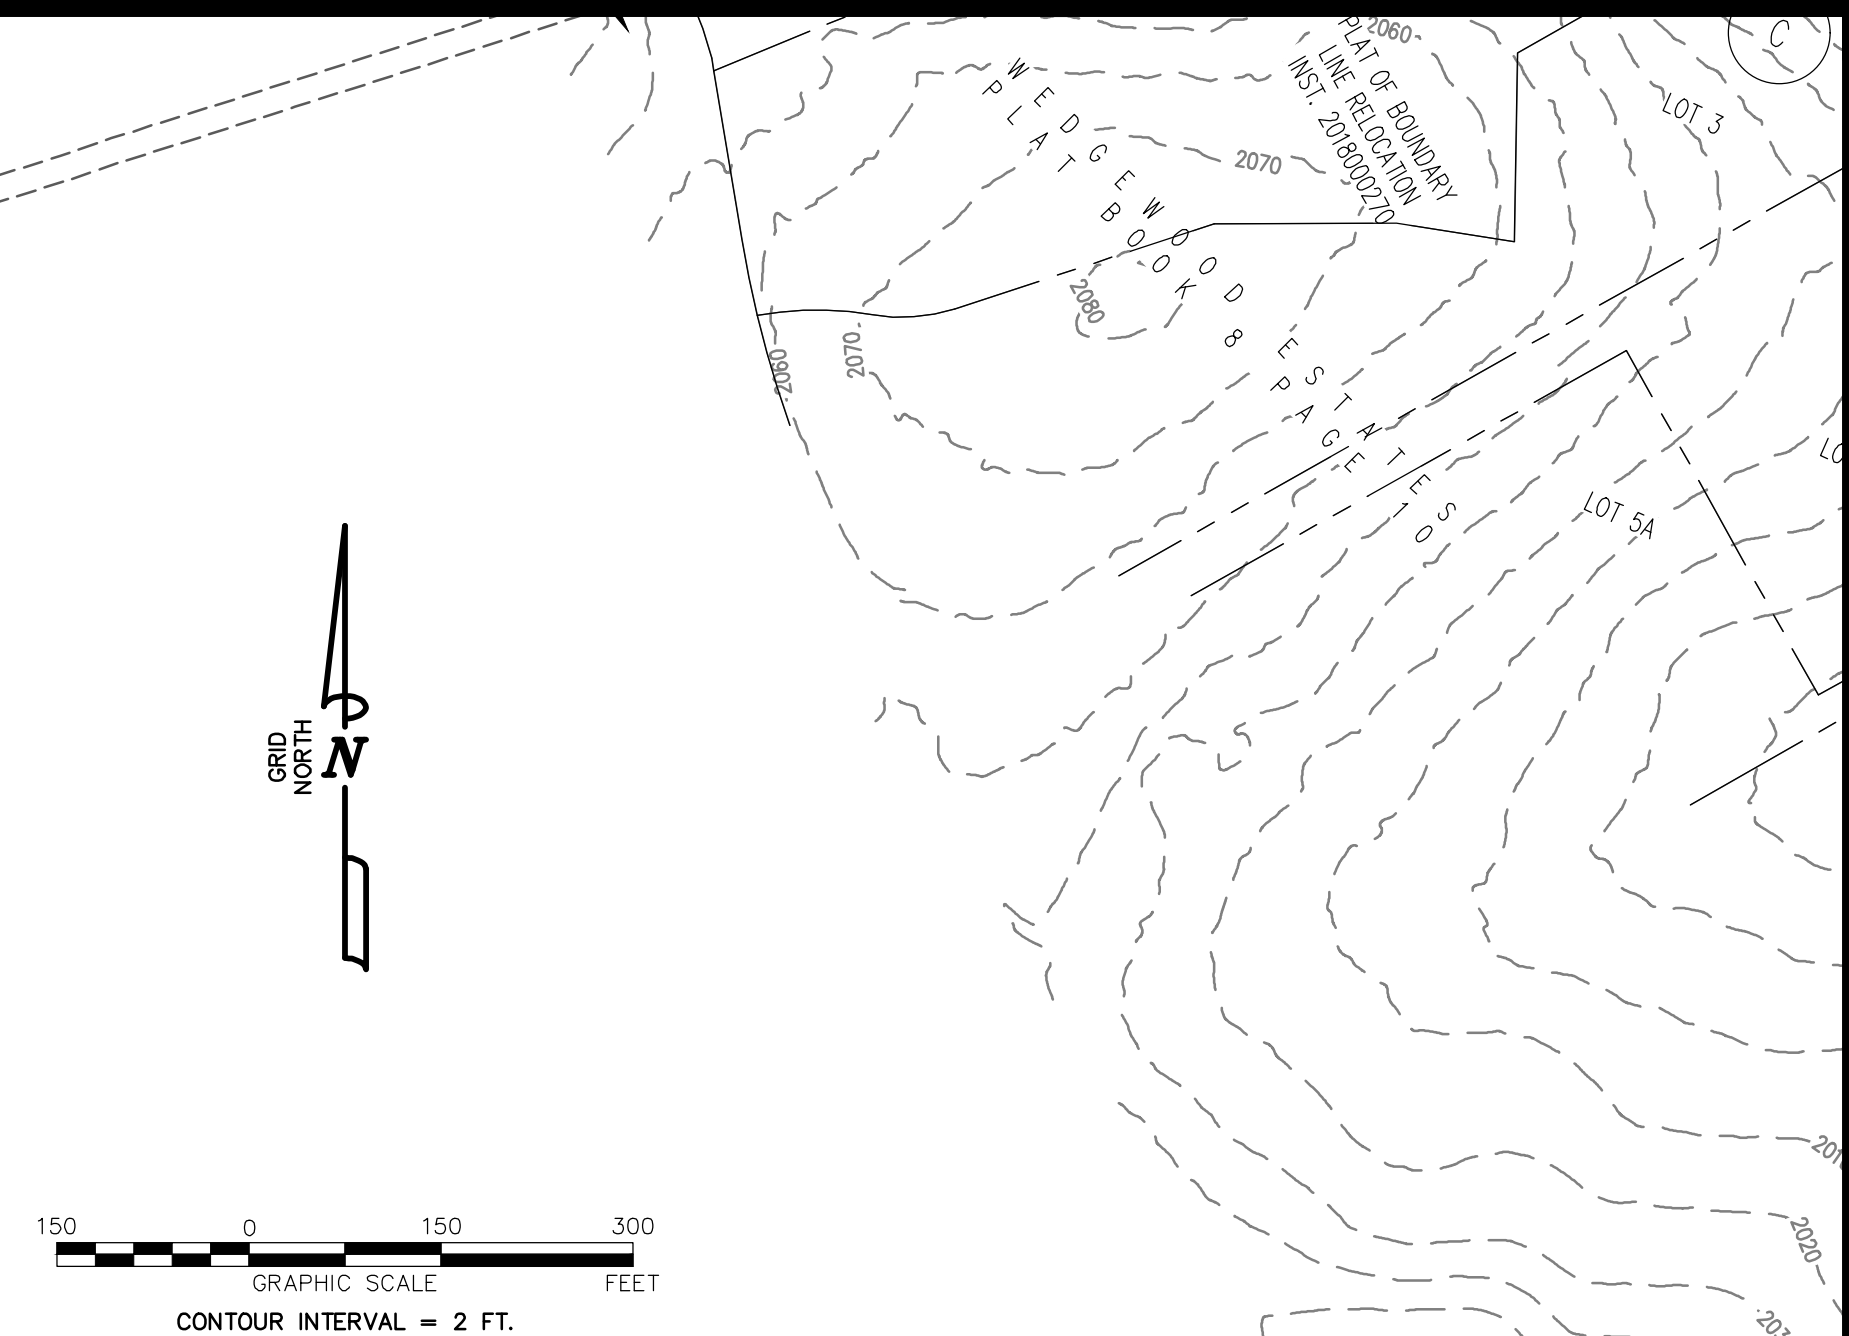 2060
PLAT OF BOUNDARY
LINE RELOCATION
INST. 2018000270
C
LOT 3
WEDGEWOOD ESTATES
PLAT BOOK 8 PAGE 10
2070
2080
2060
2070
LOT 5A
GRID
NORTH
N
2020
150 0 150 300
GRAPHIC SCALE FEET
CONTOUR INTERVAL = 2 FT.